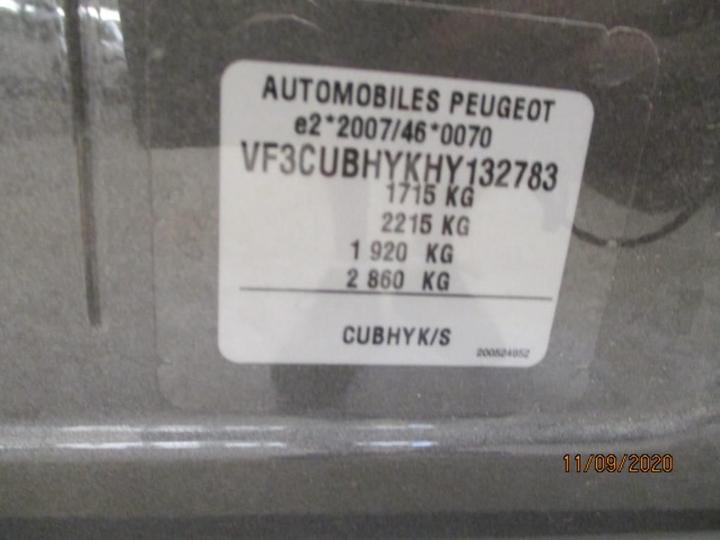 AUTOMOBILES PEUGEOT
e2*2007/46*0070
VF3CUBHYKHY132783
1715 KG
2215 KG
1 920 KG
2 860 KG
CUBHYK/S
200524952
11/09/2020